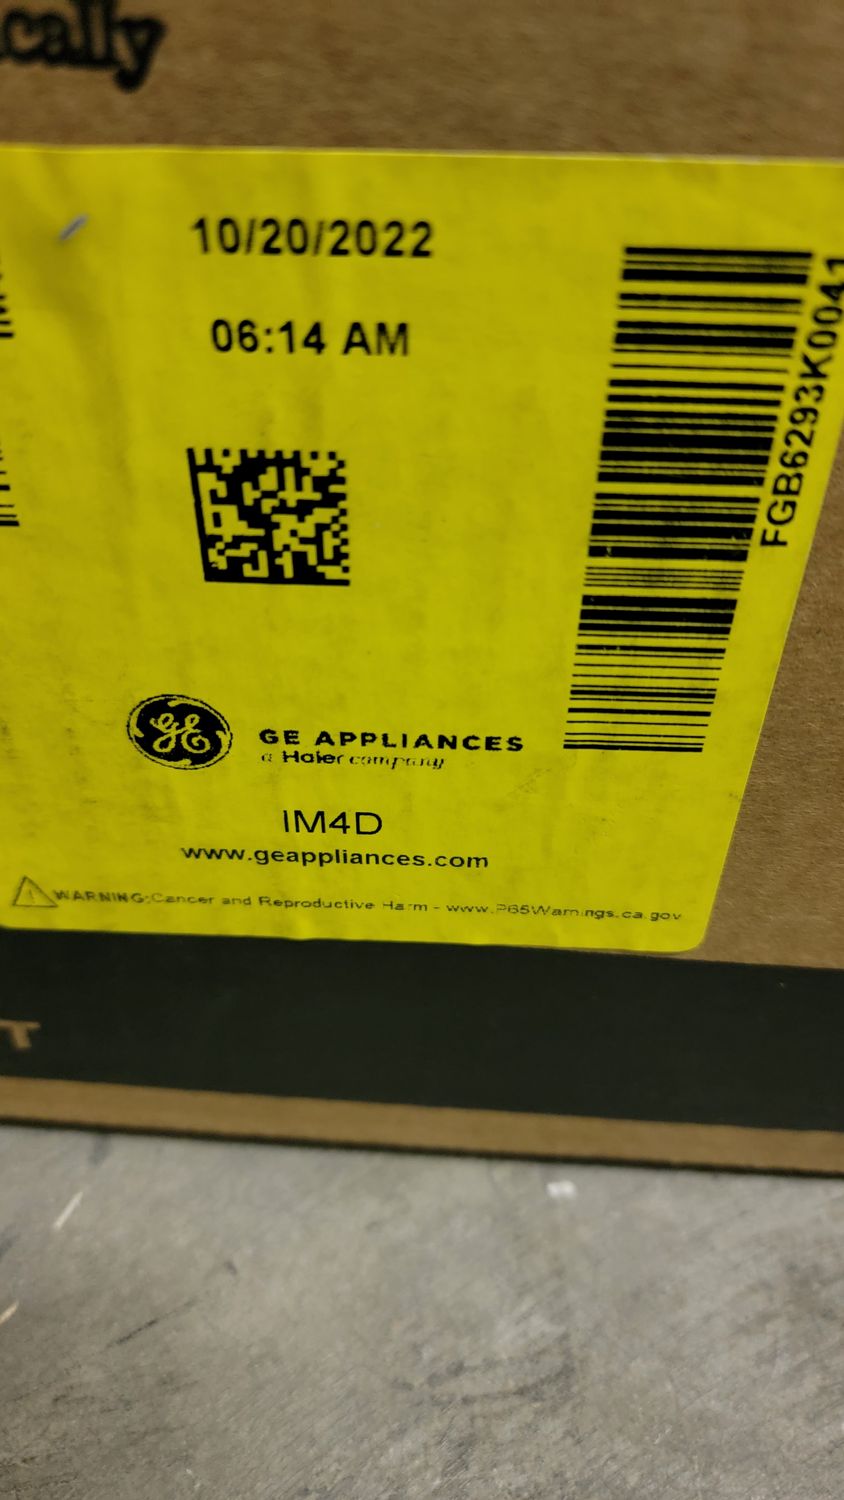 cally
10/20/2022
06:14 AM
FGB6293K0041
GE
GE APPLIANCES
a Haier company
IM4D
www.geappliances.com
WARNING:Cancer and Reproductive Harm - www.P65Warnings.ca.gov
T